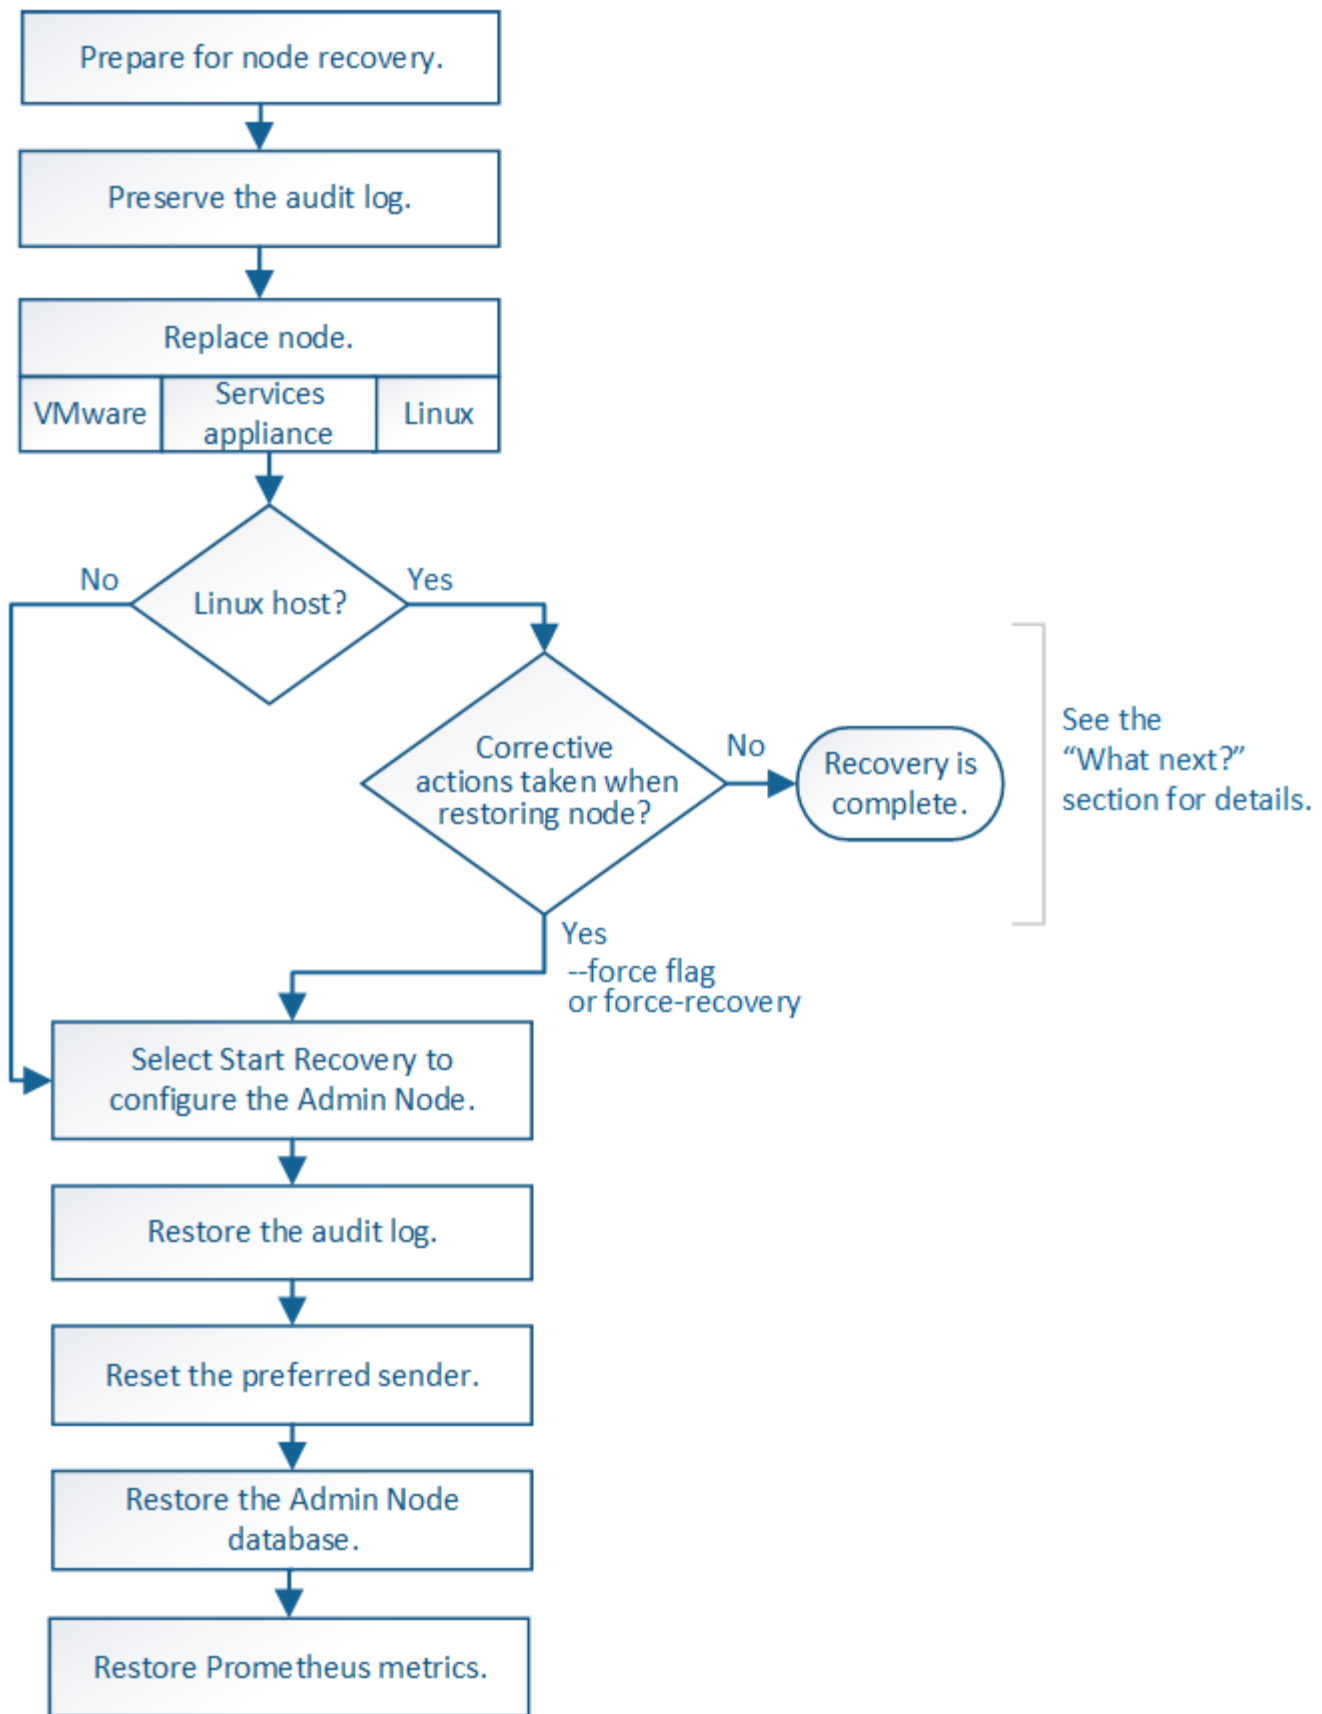 Prepare for node recovery.
Preserve the audit log.
Replace node.
VMware
Services
appliance
Linux
Linux host?
No
Yes
Corrective
actions taken when
restoring node?
No
Recovery is
complete.
See the
“What next?”
section for details.
Yes
--force flag
or force-recovery
Select Start Recovery to
configure the Admin Node.
Restore the audit log.
Reset the preferred sender.
Restore the Admin Node
database.
Restore Prometheus metrics.